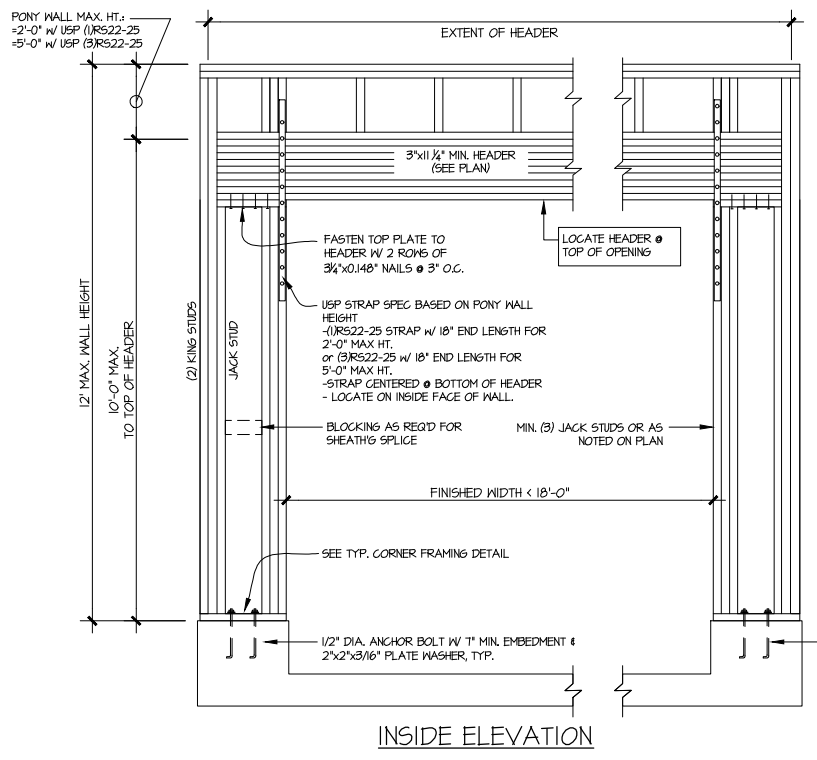 PONY WALL MAX. HT.:
=2'-0" W/ USP (1)RS22-25
=5'-0" W/ USP (3)RS22-25
EXTENT OF HEADER
3"x11 1/4" MIN. HEADER
(SEE PLAN)
FASTEN TOP PLATE TO
HEADER W/ 2 ROWS OF
3 1/4"x0.148" NAILS @ 3" O.C.
LOCATE HEADER @
TOP OF OPENING
12' MAX. WALL HEIGHT
10'-0" MAX.
TO TOP OF HEADER
(2) KING STUDS
JACK STUD
USP STRAP SPEC BASED ON PONY WALL
HEIGHT
-(1)RS22-25 STRAP W/ 18" END LENGTH FOR
2'-0" MAX HT.
or (3)RS22-25 W/ 18" END LENGTH FOR
5'-0" MAX HT.
-STRAP CENTERED @ BOTTOM OF HEADER
- LOCATE ON INSIDE FACE OF WALL.
BLOCKING AS REQ'D FOR
SHEATH'G SPLICE
MIN. (3) JACK STUDS OR AS
NOTED ON PLAN
FINISHED WIDTH < 18'-0"
SEE TYP. CORNER FRAMING DETAIL
1/2" DIA. ANCHOR BOLT W/ 7" MIN. EMBEDMENT &
2"x2"x3/16" PLATE WASHER, TYP.
INSIDE ELEVATION